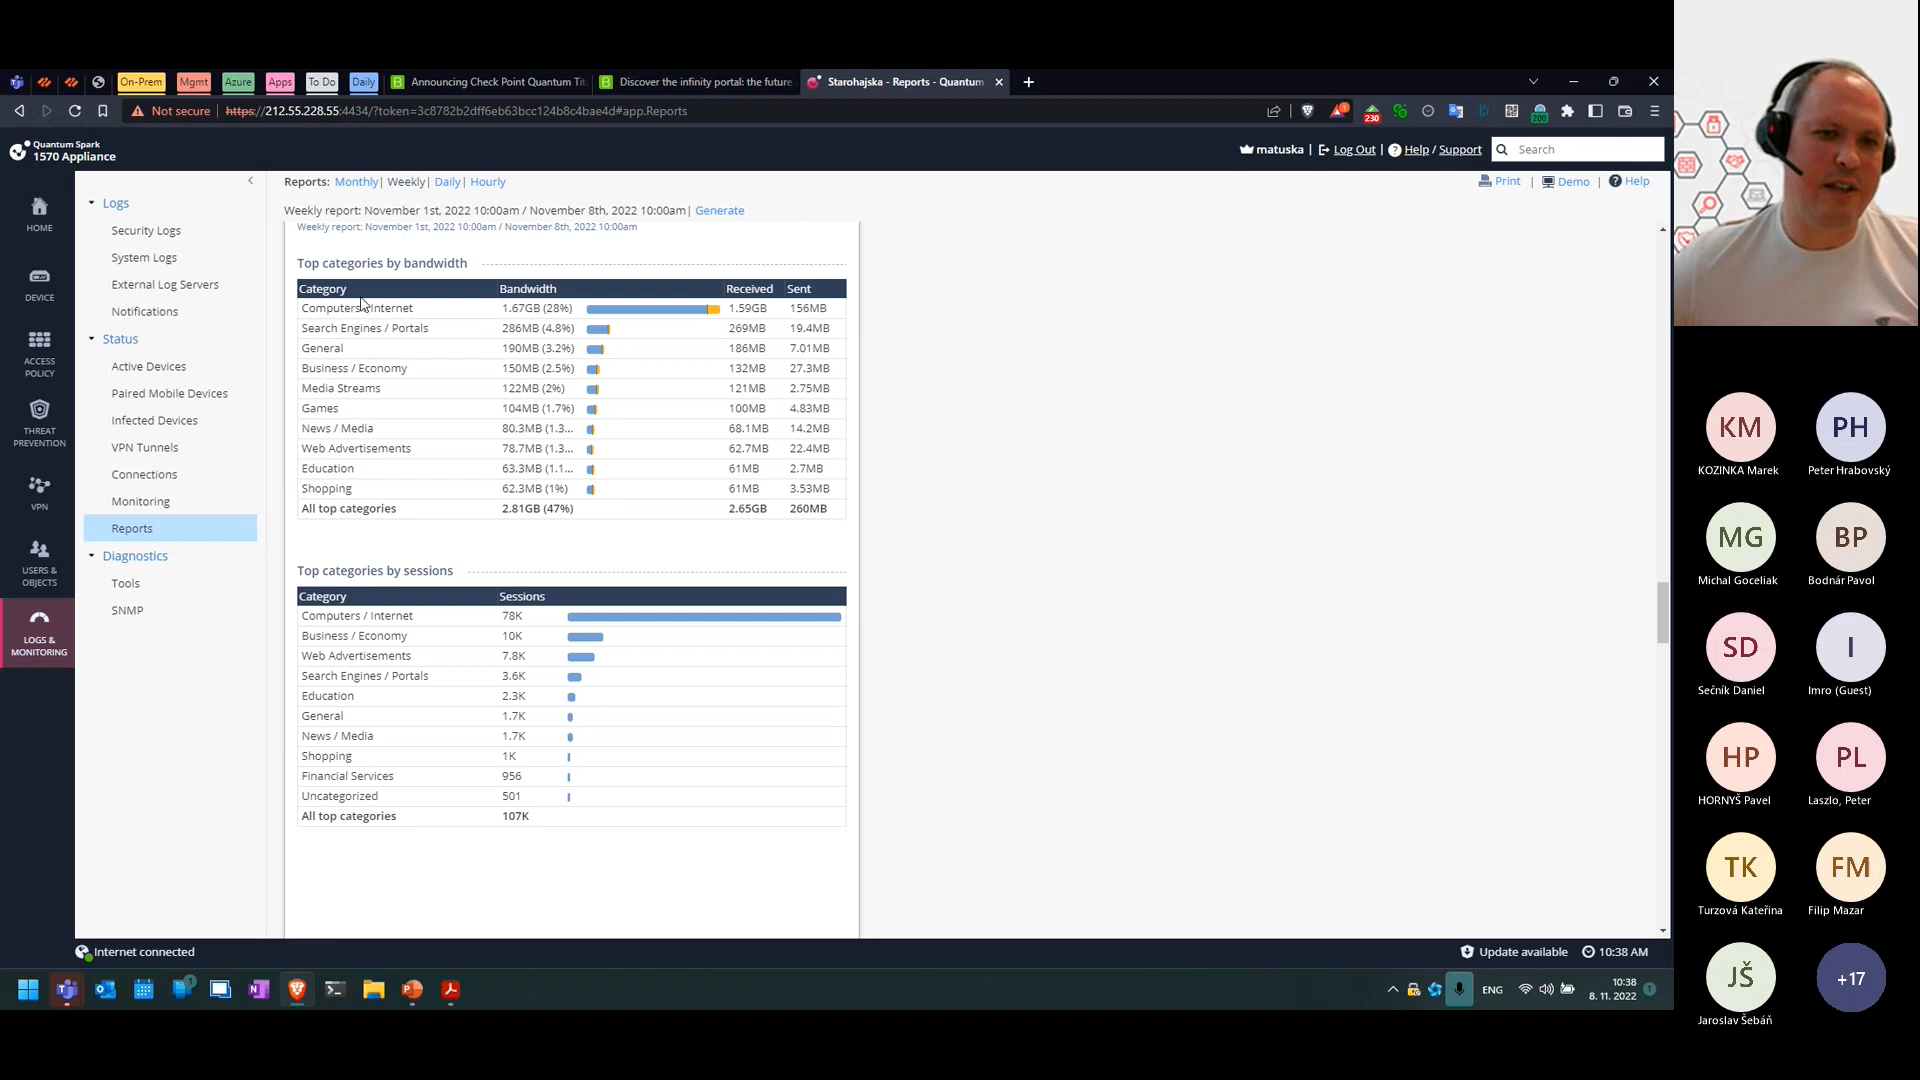 On-Prem Mgmt Azure Apps To Do Daily Announcing Check Point Quantum Tit Discover the infinity portal: the future Starohajska - Reports - Quantum
Not secure https://212.55.228.55:4434/?token=3c8782b2dff6eb63bcc124b8c4bae4d#app.Reports 230 200
Quantum Spark
1570 Appliance
matuska | Log Out | Help / Support Search
HOME
DEVICE
ACCESS
POLICY
THREAT
PREVENTION
VPN
USERS &
OBJECTS
LOGS &
MONITORING
Logs
Security Logs
System Logs
External Log Servers
Notifications
Status
Active Devices
Paired Mobile Devices
Infected Devices
VPN Tunnels
Connections
Monitoring
Reports
Diagnostics
Tools
SNMP
Reports: Monthly| Weekly| Daily| Hourly
Print | Demo | Help
Weekly report: November 1st, 2022 10:00am / November 8th, 2022 10:00am| Generate
Weekly report: November 1st, 2022 10:00am / November 8th, 2022 10:00am
Top categories by bandwidth
Category Bandwidth Received Sent
Computers / Internet 1.67GB (28%) 1.59GB 156MB
Search Engines / Portals 286MB (4.8%) 269MB 19.4MB
General 190MB (3.2%) 186MB 7.01MB
Business / Economy 150MB (2.5%) 132MB 27.3MB
Media Streams 122MB (2%) 121MB 2.75MB
Games 104MB (1.7%) 100MB 4.83MB
News / Media 80.3MB (1.3... 68.1MB 14.2MB
Web Advertisements 78.7MB (1.3... 62.7MB 22.4MB
Education 63.3MB (1.1... 61MB 2.7MB
Shopping 62.3MB (1%) 61MB 3.53MB
All top categories 2.81GB (47%) 2.65GB 260MB
Top categories by sessions
Category Sessions
Computers / Internet 78K
Business / Economy 10K
Web Advertisements 7.8K
Search Engines / Portals 3.6K
Education 2.3K
General 1.7K
News / Media 1.7K
Shopping 1K
Financial Services 956
Uncategorized 501
All top categories 107K
Internet connected
Update available 10:38 AM
ENG
10:38
8. 11. 2022
1
KM
KOZINKA Marek
PH
Peter Hrabovský
MG
Michal Goceliak
BP
Bodnár Pavol
SD
Sečník Daniel
I
Imro (Guest)
HP
HORNYŠ Pavel
PL
Laszlo, Peter
TK
Turzová Kateřina
FM
Filip Mazar
JŠ
Jaroslav Šebáň
+17